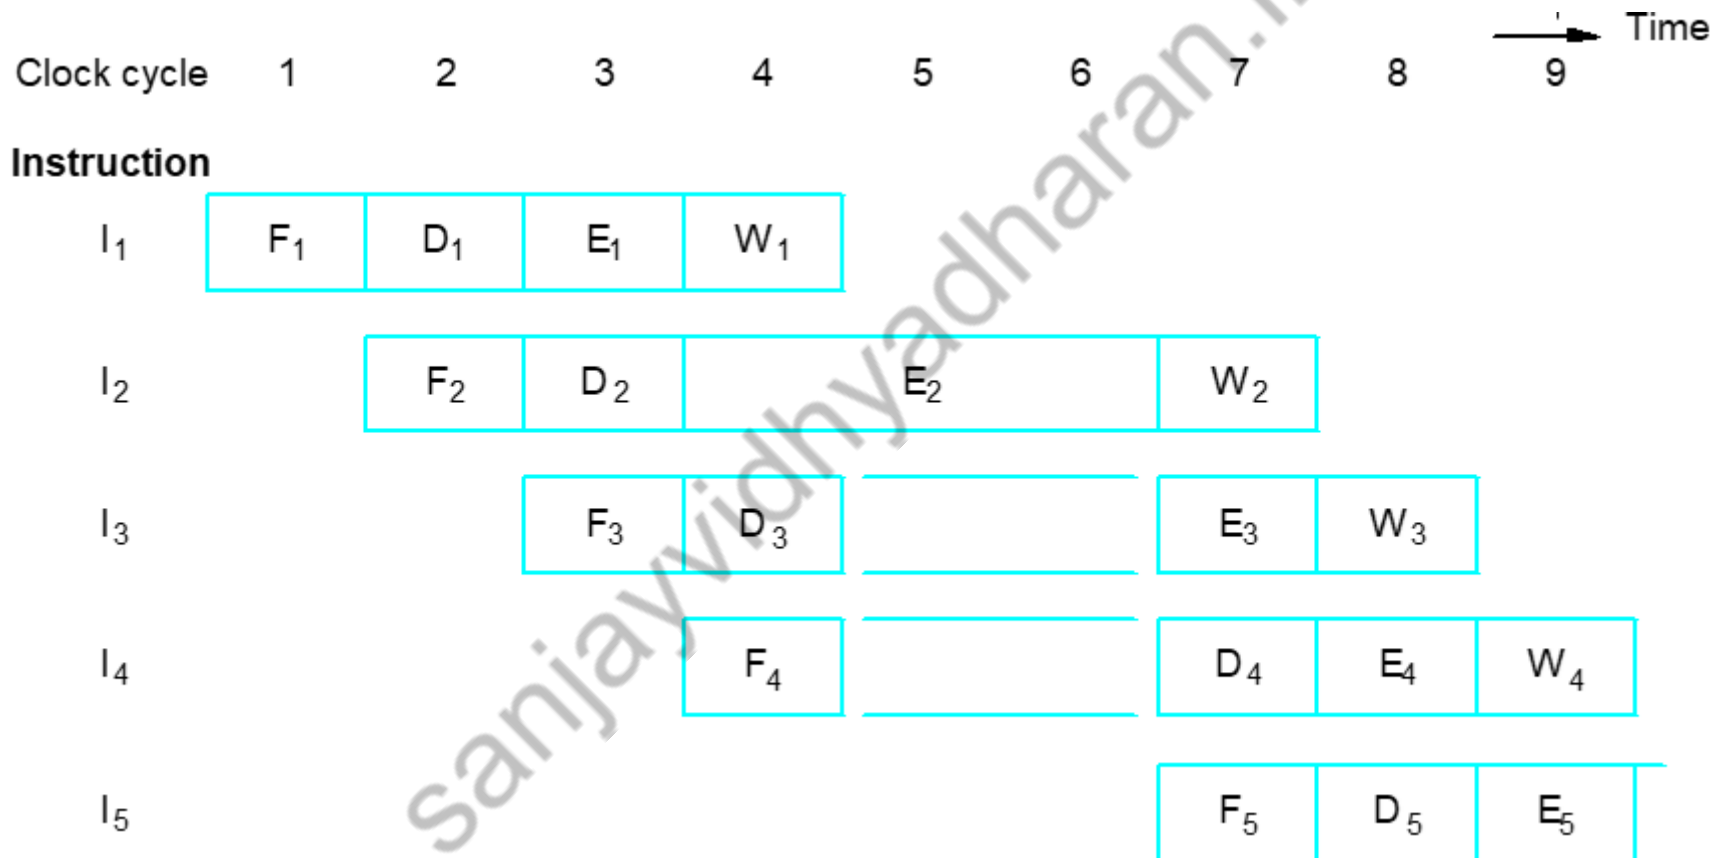 Time
Clock cycle 1 2 3 4 5 6 7 8 9
Instruction
I1 F1 D1 E1 W1
I2 F2 D2 E2 W2
I3 F3 D3 E3 W3
I4 F4 D4 E4 W4
I5 F5 D5 E5
sanjayvidhyadharan.